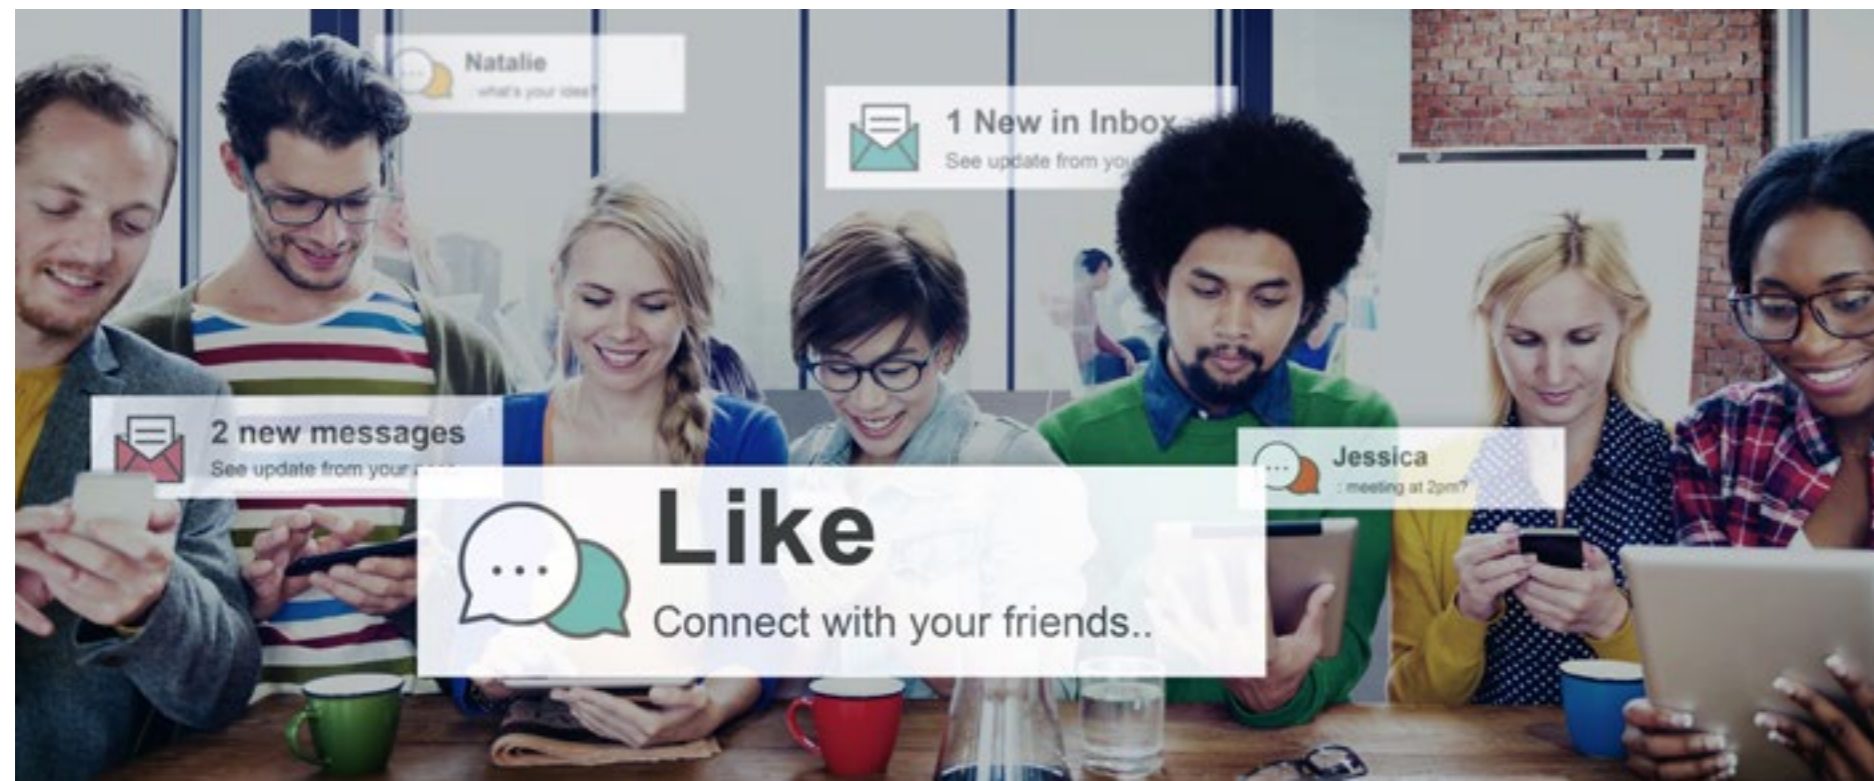 Natalie
: what's your idea?
1 New in Inbox
See update from you
2 new messages
See update from your
Jessica
: meeting at 2pm?
Like
Connect with your friends..